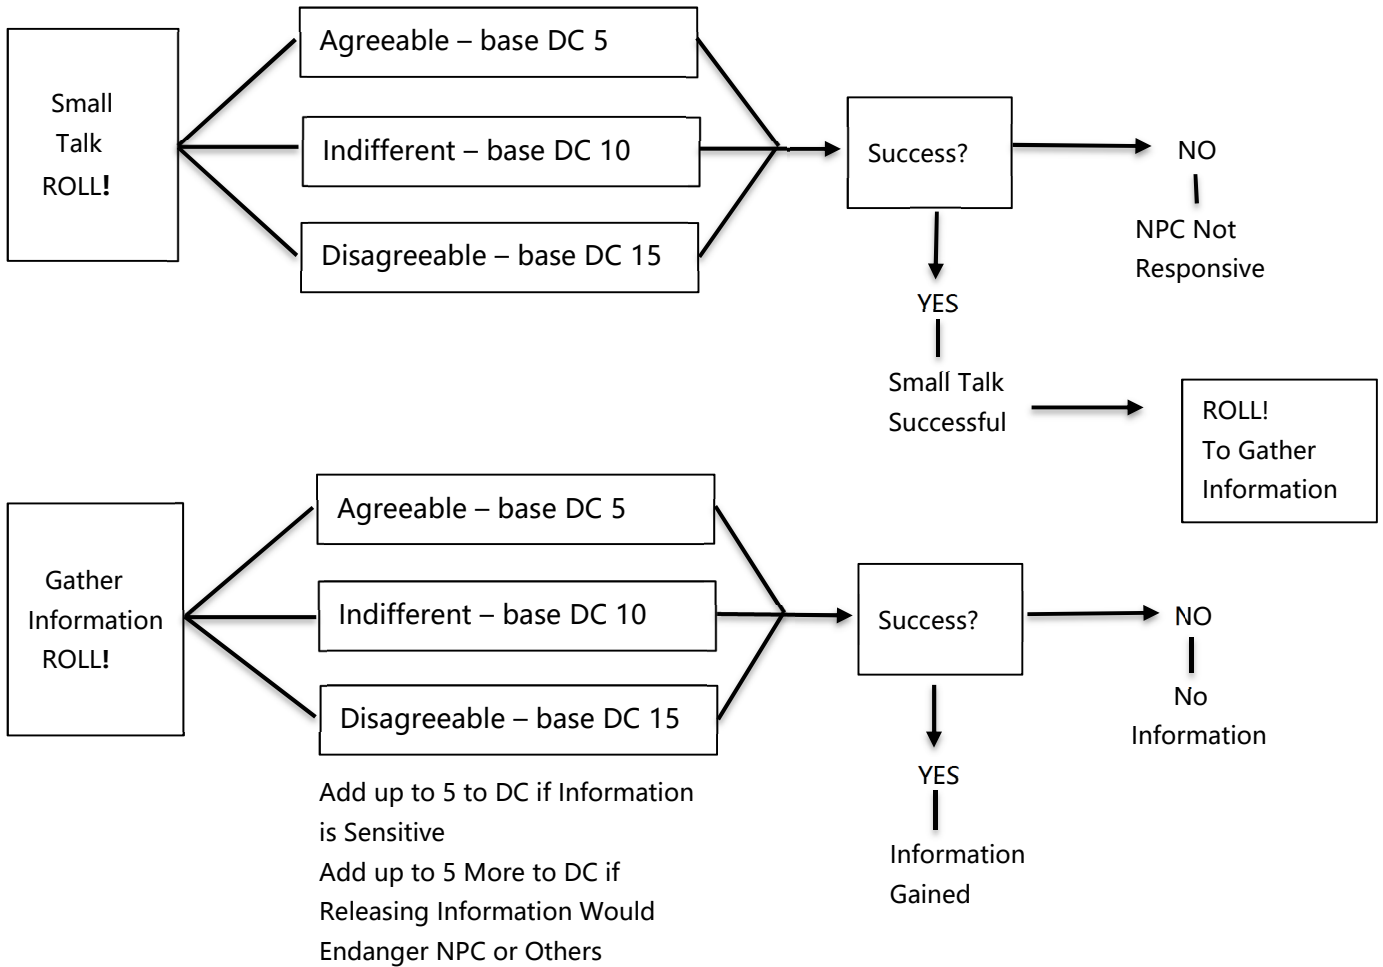 Small
Talk
ROLL!
Agreeable – base DC 5
Indifferent – base DC 10
Disagreeable – base DC 15
Success?
NO
NPC Not
Responsive
YES
Small Talk
Successful
ROLL!
To Gather
Information
Gather
Information
ROLL!
Agreeable – base DC 5
Indifferent – base DC 10
Disagreeable – base DC 15
Add up to 5 to DC if Information
is Sensitive
Add up to 5 More to DC if
Releasing Information Would
Endanger NPC or Others
Success?
NO
No
Information
YES
Information
Gained